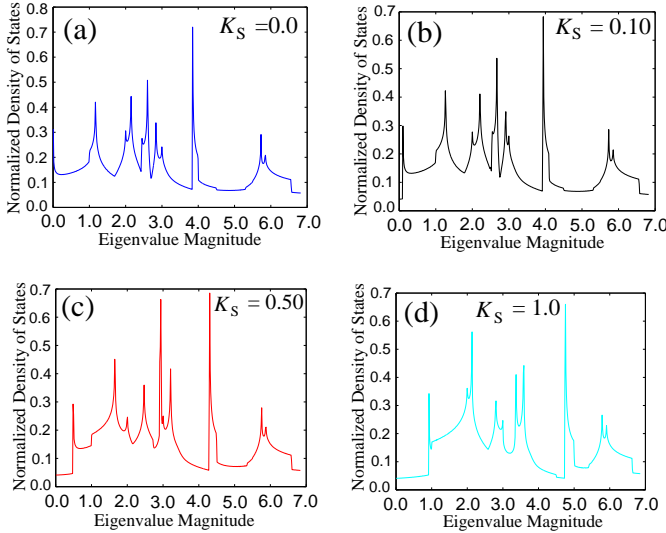 (a) K_S =0.0
Normalized Density of States
0.8
0.7
0.6
0.5
0.4
0.3
0.2
0.1
0.0
0.0 1.0 2.0 3.0 4.0 5.0 6.0 7.0
Eigenvalue Magnitude
(b) K_S = 0.10
Normalized Density of States
0.7
0.6
0.5
0.4
0.3
0.2
0.1
0.0
0.0 1.0 2.0 3.0 4.0 5.0 6.0 7.0
Eigenvalue Magnitude
(c) K_S = 0.50
Normalized Density of States
0.7
0.6
0.5
0.4
0.3
0.2
0.1
0.0
0.0 1.0 2.0 3.0 4.0 5.0 6.0 7.0
Eigenvalue Magnitude
(d) K_S = 1.0
Normalized Density of States
0.7
0.6
0.5
0.4
0.3
0.2
0.1
0.0
0.0 1.0 2.0 3.0 4.0 5.0 6.0 7.0
Eigenvalue Magnitude